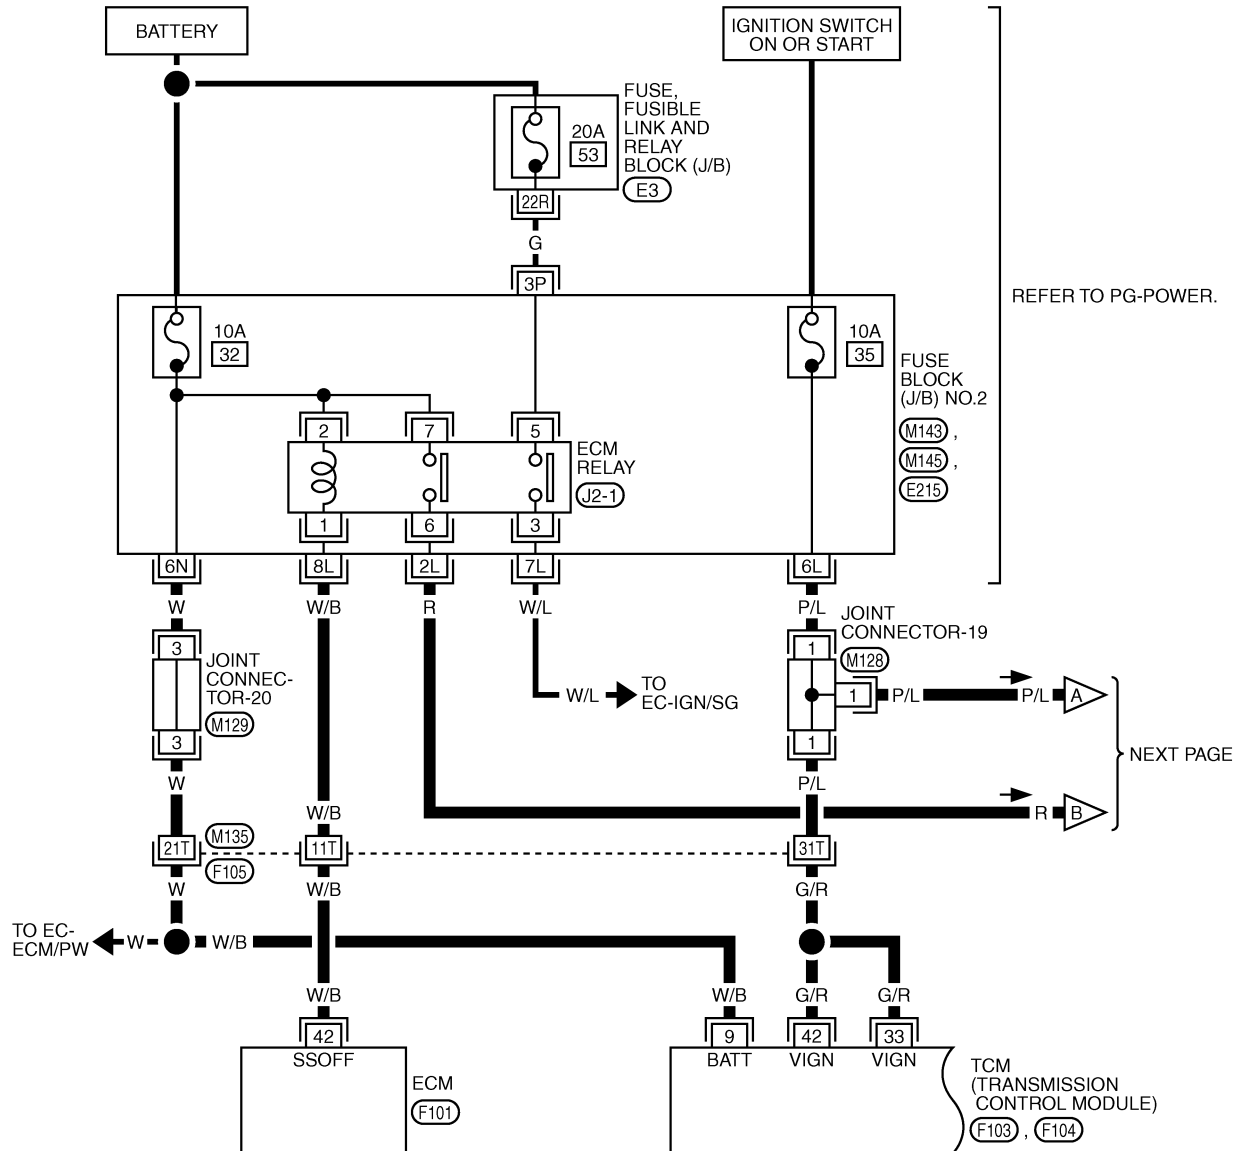 BATTERY
IGNITION SWITCH
ON OR START
FUSE,
FUSIBLE
LINK AND
RELAY
BLOCK (J/B)
E3
20A
53
22R
G
3P
REFER TO PG-POWER.
10A
32
10A
35
FUSE
BLOCK
(J/B) NO.2
M143 ,
M145 ,
E215
2
7
5
ECM
RELAY
J2-1
1
6
3
6N
8L
2L
7L
6L
W
W/B
R
W/L
P/L
JOINT
CONNECTOR-19
M128
3
1
JOINT
CONNEC-
TOR-20
M129
W/L
TO
EC-IGN/SG
1
P/L
P/L
A
3
1
NEXT PAGE
W
P/L
W/B
R
B
M135
21T
11T
31T
F105
W
W/B
G/R
TO EC-
ECM/PW
W
W/B
W/B
W/B
G/R
G/R
42
9
42
33
SSOFF
BATT
VIGN
VIGN
ECM
F101
TCM
(TRANSMISSION
CONTROL MODULE)
F103 , F104